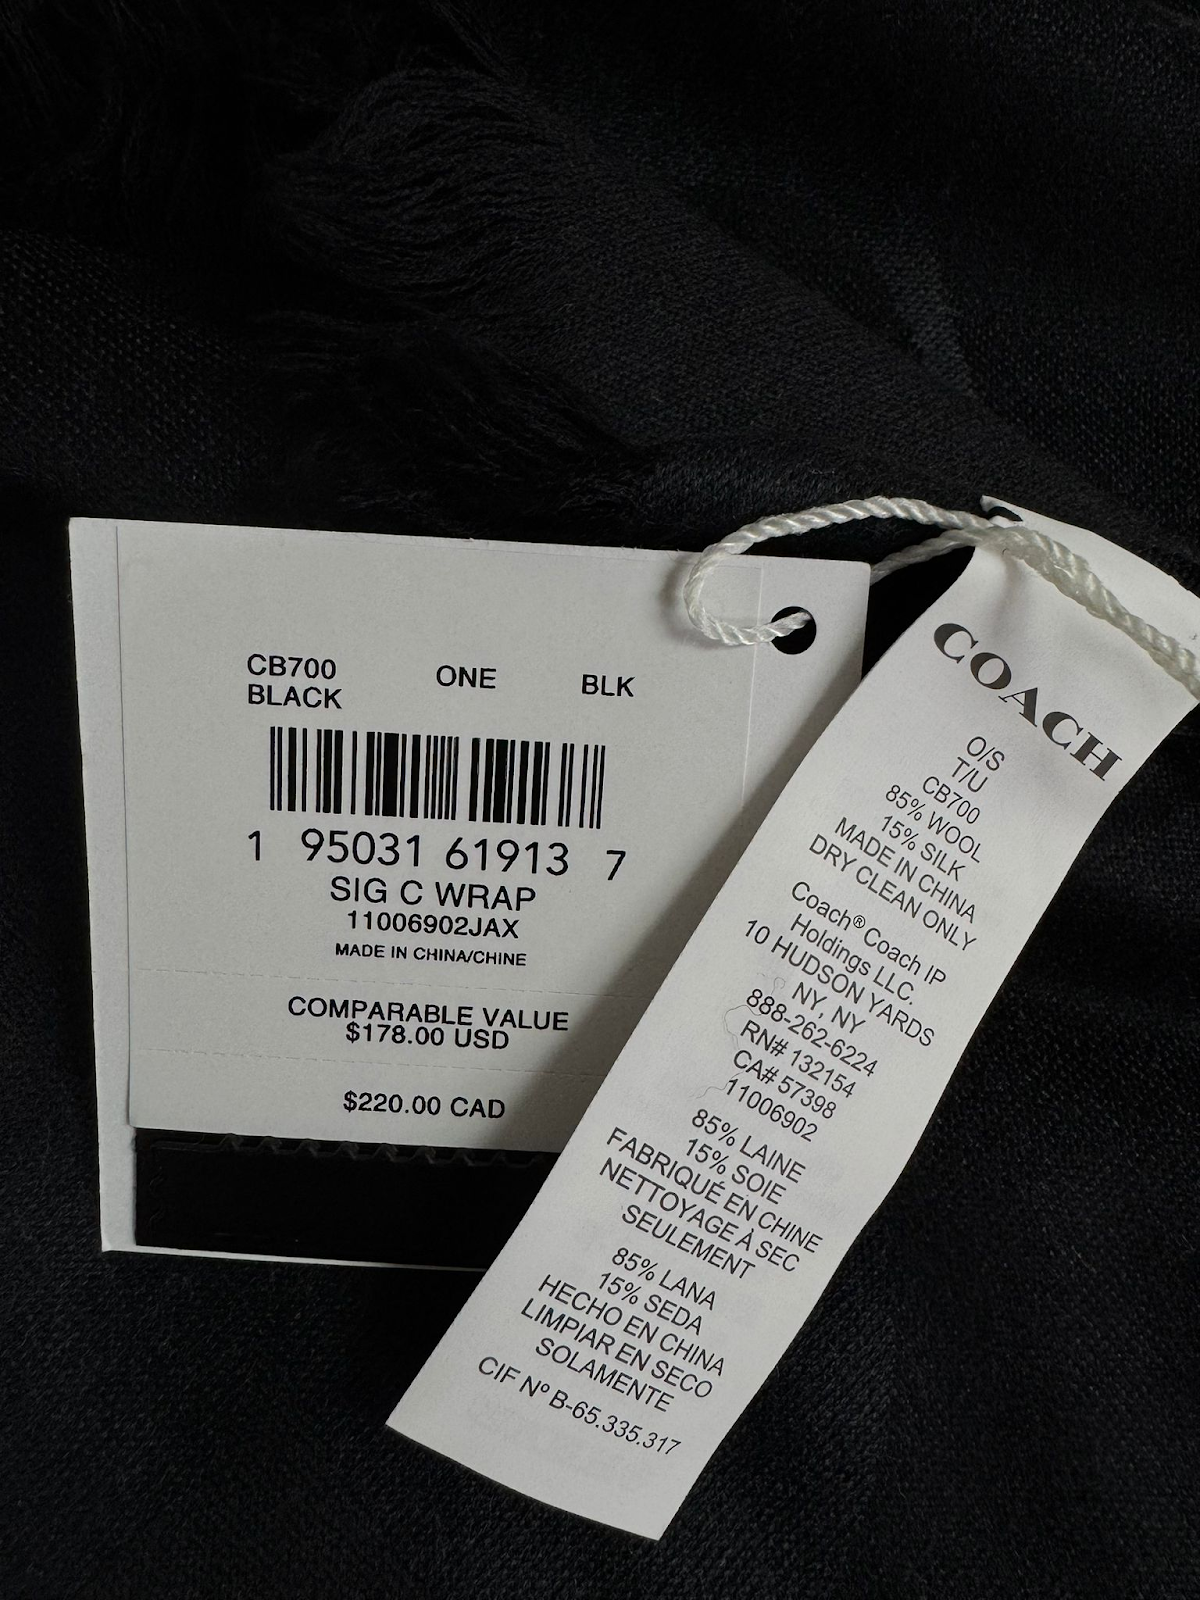 CB700 ONE BLK
BLACK
1 95031 61913 7
SIG C WRAP
11006902JAX
MADE IN CHINA/CHINE
COMPARABLE VALUE
$178.00 USD
$220.00 CAD
COACH
O/S
T/U
CB700
85% WOOL
15% SILK
MADE IN CHINA
DRY CLEAN ONLY
Coach®Coach IP
Holdings LLC.
10 HUDSON YARDS
NY, NY
888-262-6224
RN# 132154
CA# 57398
11006902
85% LAINE
15% SOIE
FABRIQUÉ EN CHINE
NETTOYAGE À SEC
SEULEMENT
85% LANA
15% SEDA
HECHO EN CHINA
LIMPIAR EN SECO
SOLAMENTE
CIF Nº B-65.335.317